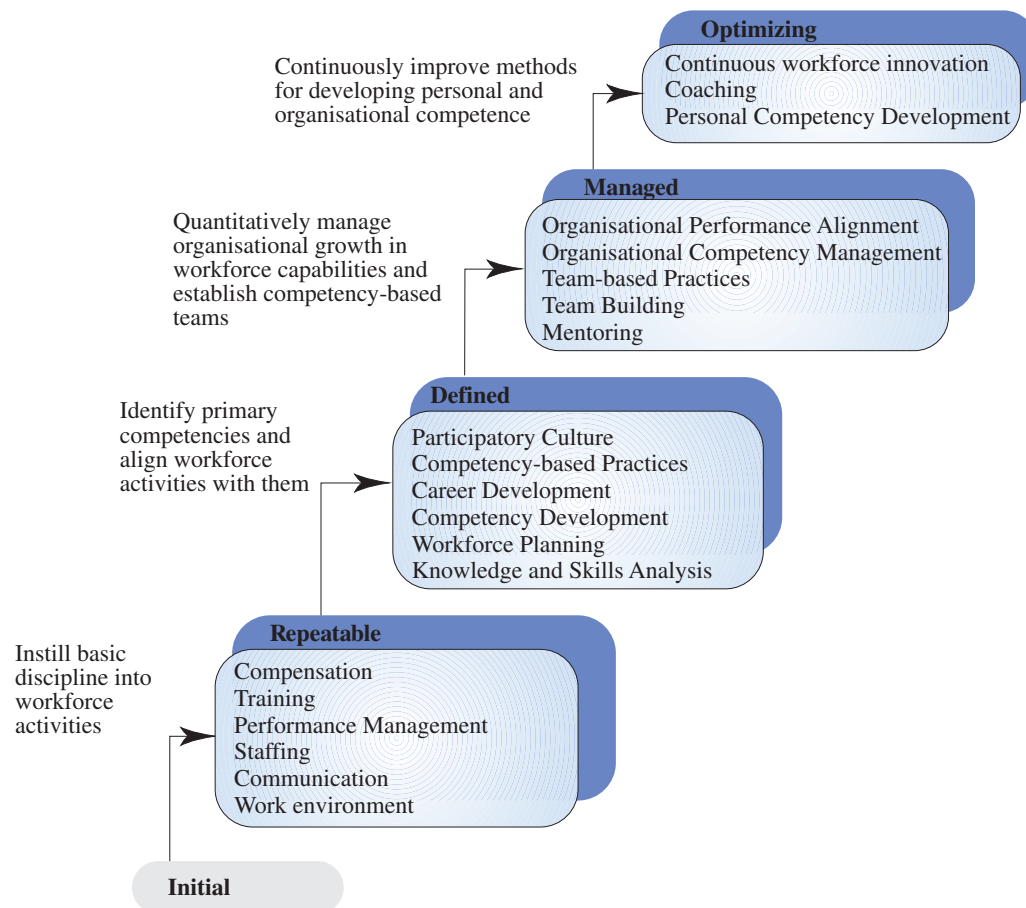 Optimizing
Continuous workforce innovation
Coaching
Personal Competency Development
Continuously improve methods
for developing personal and
organisational competence
Managed
Organisational Performance Alignment
Organisational Competency Management
Team-based Practices
Team Building
Mentoring
Quantitatively manage
organisational growth in
workforce capabilities and
establish competency-based
teams
Defined
Participatory Culture
Competency-based Practices
Career Development
Competency Development
Workforce Planning
Knowledge and Skills Analysis
Identify primary
competencies and
align workforce
activities with them
Repeatable
Compensation
Training
Performance Management
Staffing
Communication
Work environment
Instill basic
discipline into
workforce
activities
Initial